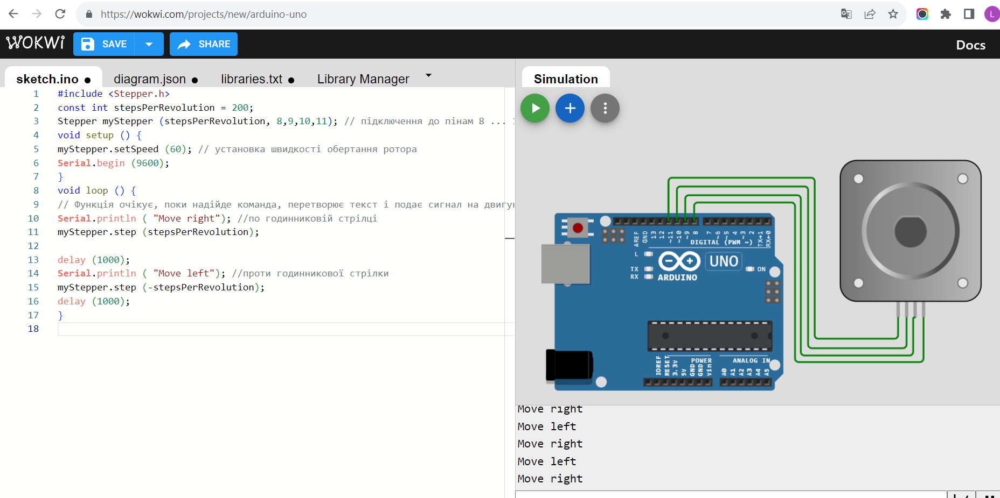 https://wokwi.com/projects/new/arduino-uno
L
WOKWI
SAVE
SHARE
Docs
sketch.ino ●
diagram.json ●
libraries.txt ●
Library Manager
Simulation
1 #include <Stepper.h>
2 const int stepsPerRevolution = 200;
3 Stepper myStepper (stepsPerRevolution, 8,9,10,11); // підключення до пінам 8 ...
4 void setup () {
5 myStepper.setSpeed (60); // установка швидкості обертання ротора
6 Serial.begin (9600);
7 }
8 void loop () {
9 // Функція очікує, поки надійде команда, перетворює текст і подає сигнал на
10 Serial.println ( "Move right"); //по годинниковій стрілці
11 myStepper.step (stepsPerRevolution);
12
13 delay (1000);
14 Serial.println ( "Move left"); //проти годинникової стрілки
15 myStepper.step (-stepsPerRevolution);
16 delay (1000);
17 }
18
AREF
GND
13
12
~11
~10
~9
8
7
~6
~5
4
~3
2
TX→1
RX←0
DIGITAL (PWM ~)
L
TX
RX
ARDUINO
UNO
ON
IOREF
RESET
3.3V
5V
GND
GND
Vin
POWER
ANALOG IN
A0
A1
A2
A3
A4
A5
Move right
Move left
Move right
Move left
Move right